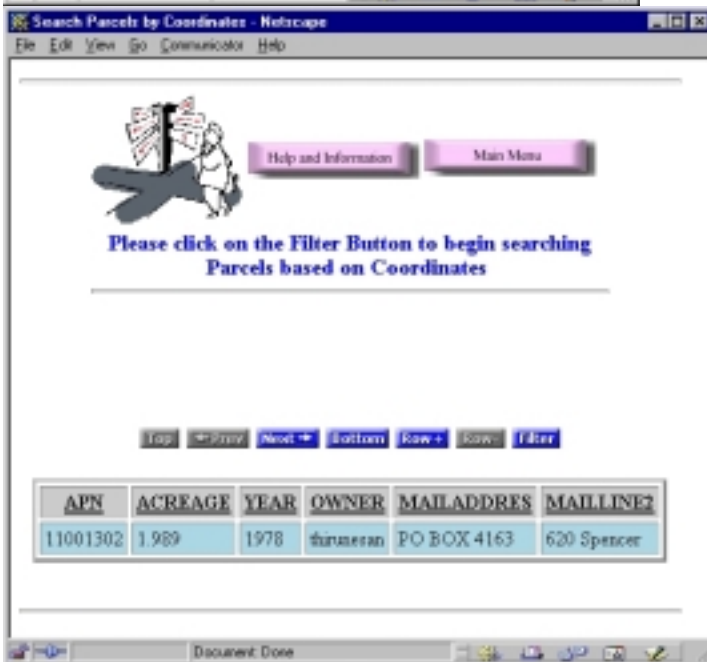 Search Parcels by Coordinates - Netscape
File Edit View Go Communicator Help
Help and Information Main Menu
Please click on the Filter Button to begin searching
Parcels based on Coordinates
Top Prev Next Bottom Row+ Row- Filter
APN ACREAGE YEAR OWNER MAILADDRES MAILLINE2
11001302 1.989 1978 PO BOX 4163 620 Spencer
Document: Done